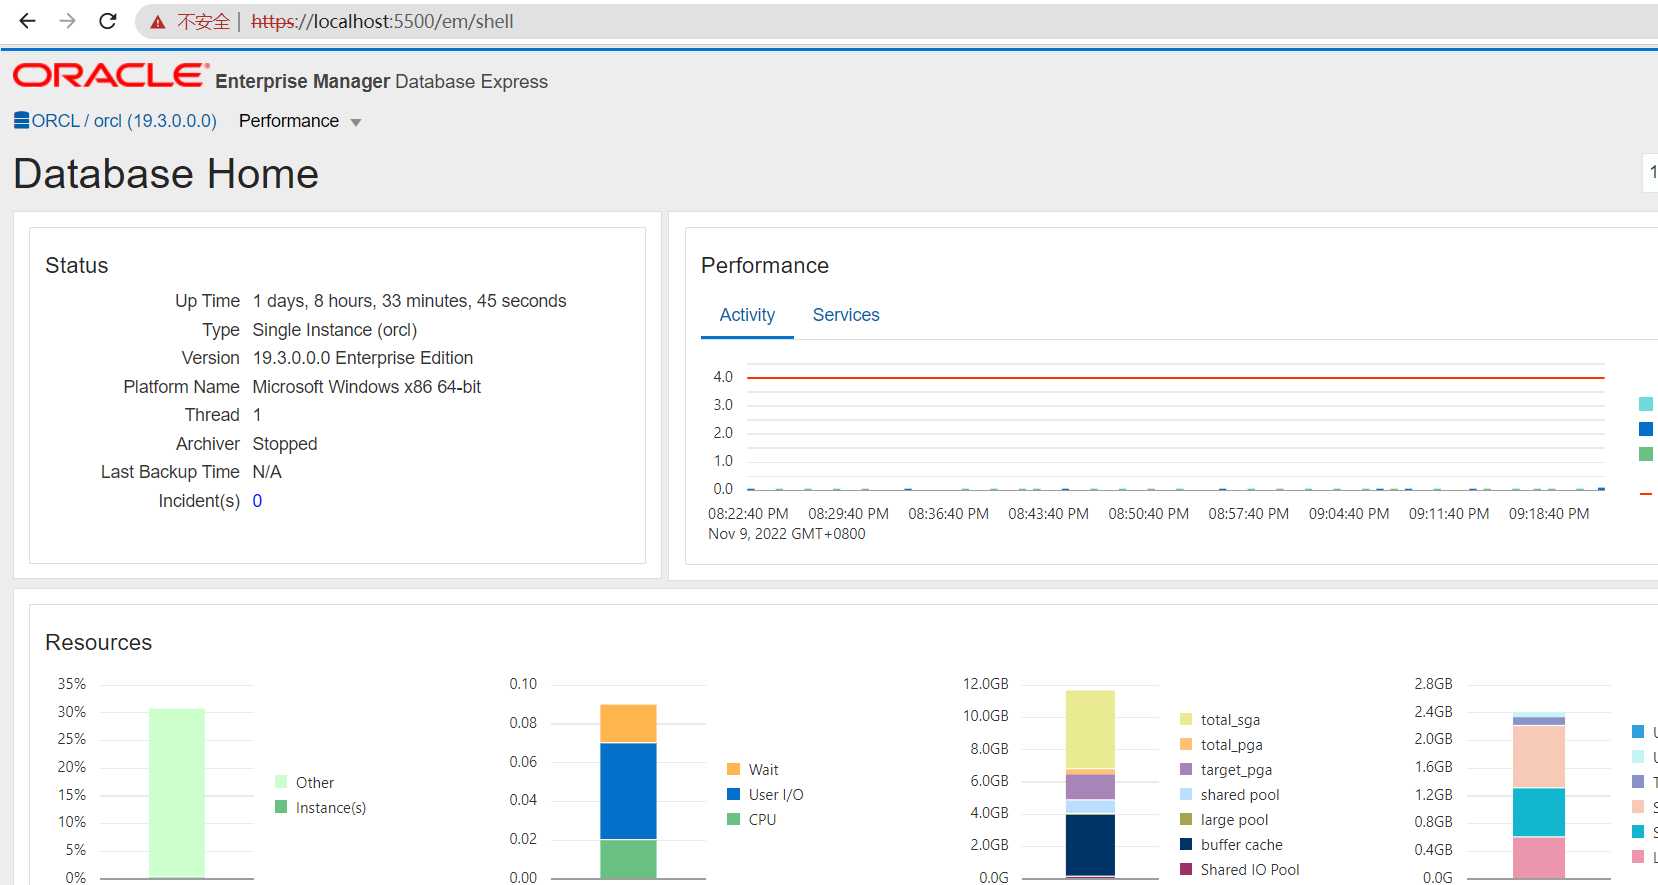 不安全 | https://localhost:5500/em/shell
ORACLE Enterprise Manager Database Express
ORCL / orcl (19.3.0.0.0) Performance
Database Home
1
Status
Up Time 1 days, 8 hours, 33 minutes, 45 seconds
Type Single Instance (orcl)
Version 19.3.0.0.0 Enterprise Edition
Platform Name Microsoft Windows x86 64-bit
Thread 1
Archiver Stopped
Last Backup Time N/A
Incident(s) 0
Performance
Activity Services
4.0
3.0
2.0
1.0
0.0
08:22:40 PM 08:29:40 PM 08:36:40 PM 08:43:40 PM 08:50:40 PM 08:57:40 PM 09:04:40 PM 09:11:40 PM 09:18:40 PM
Nov 9, 2022 GMT+0800
Resources
35%
30%
25%
20%
15%
10%
5%
0%
Other
Instance(s)
0.10
0.08
0.06
0.04
0.02
0.00
Wait
User I/O
CPU
12.0GB
10.0GB
8.0GB
6.0GB
4.0GB
2.0GB
0.0G
total_sga
total_pga
target_pga
shared pool
large pool
buffer cache
Shared IO Pool
2.8GB
2.4GB
2.0GB
1.6GB
1.2GB
0.8GB
0.4GB
0.0G